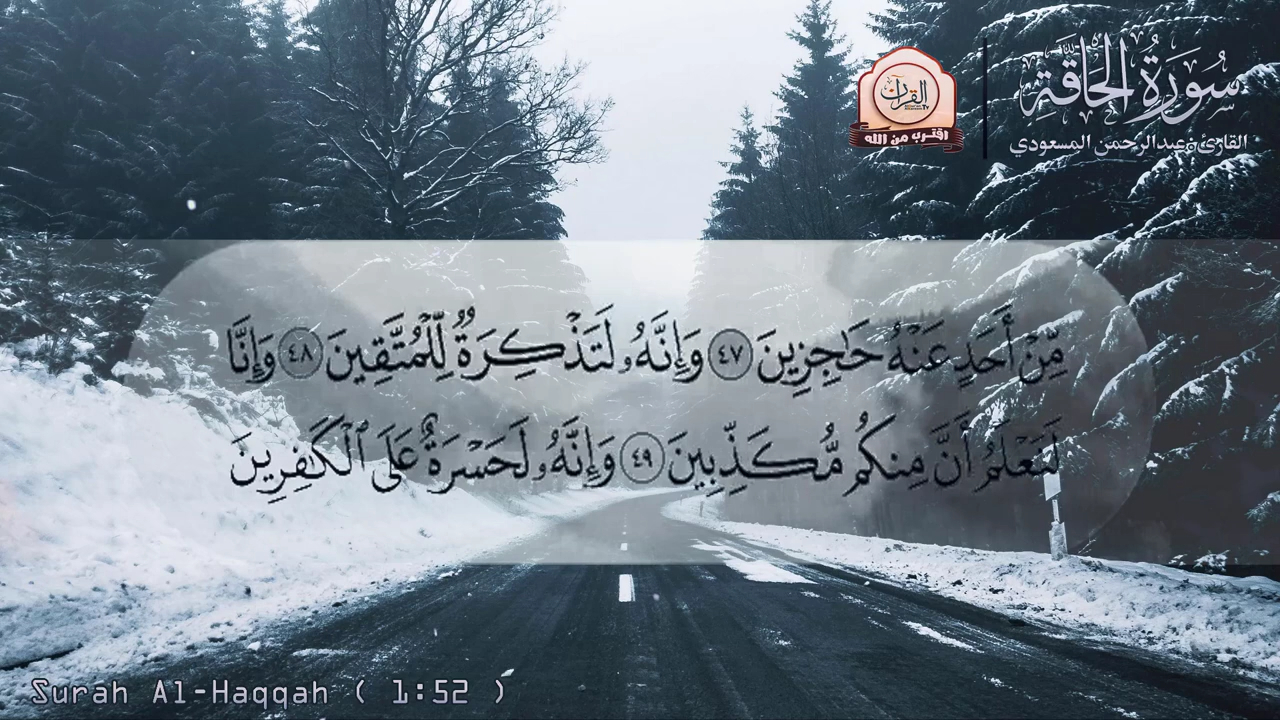 القرآن
TV
اقترب من الله
سُورَةُ الحَاقَّةِ
القارئ عبدالرحمن المسعودي
مِّنْ أَحَدٍ عَنْهُ حَٰجِزِينَ ٤٧ وَإِنَّهُۥ لَتَذْكِرَةٌ لِّلْمُتَّقِينَ ٤٨ وَإِنَّا
لَنَعْلَمُ أَنَّ مِنكُم مُّكَذِّبِينَ ٤٩ وَإِنَّهُۥ لَحَسْرَةٌ عَلَى ٱلْكَٰفِرِينَ
Surah Al-Haqqah ( 1:52 )